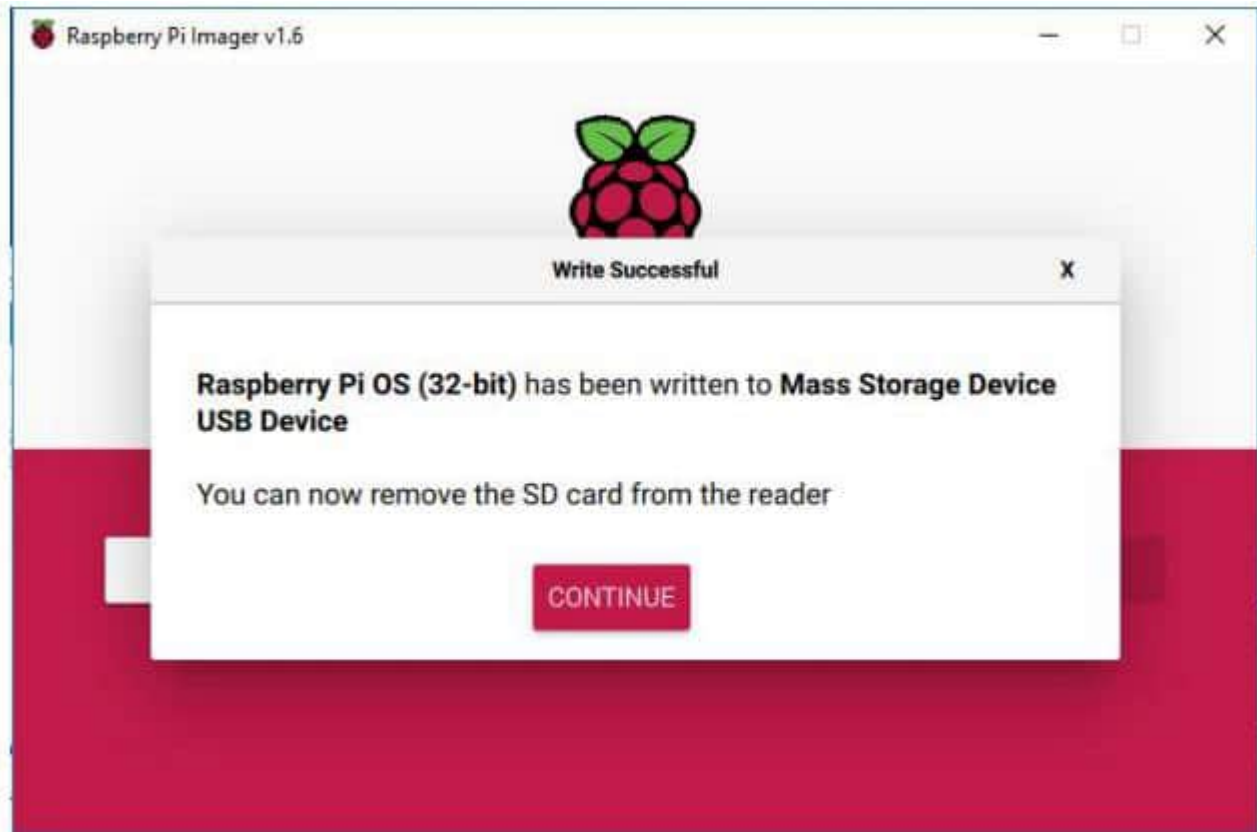 Raspberry Pi Imager v1.6
Write Successful
X
Raspberry Pi OS (32-bit) has been written to Mass Storage Device
USB Device
You can now remove the SD card from the reader
CONTINUE